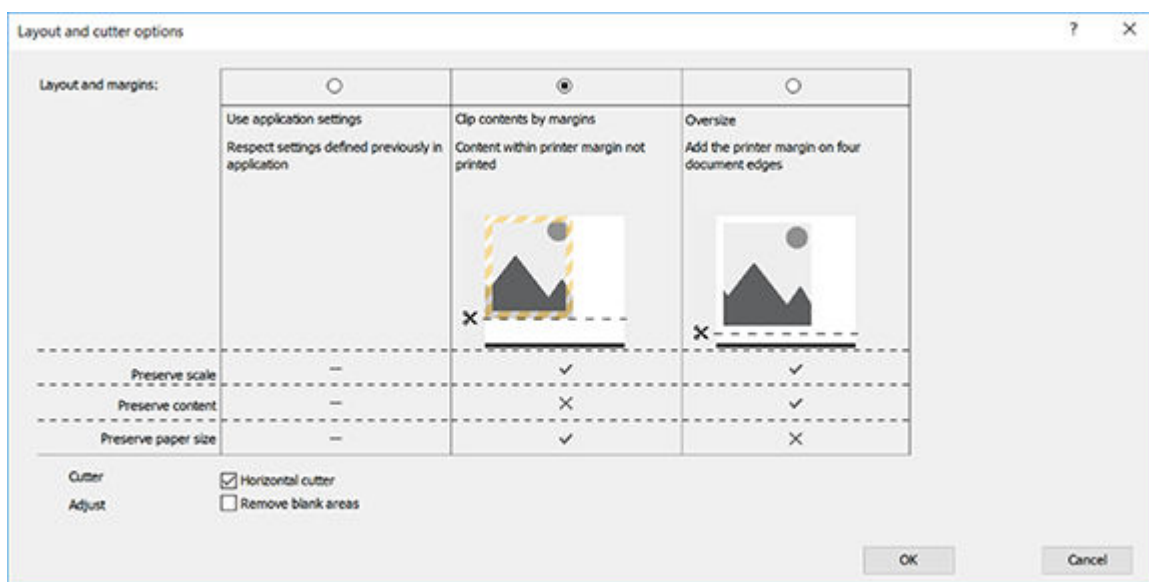 Layout and cutter options
?
Layout and margins:
Use application settings
Respect settings defined previously in
application
Clip contents by margins
Content within printer margin not
printed
Oversize
Add the printer margin on four
document edges
Preserve scale
Preserve content
Preserve paper size
Cutter
Horizontal cutter
Adjust
Remove blank areas
OK
Cancel